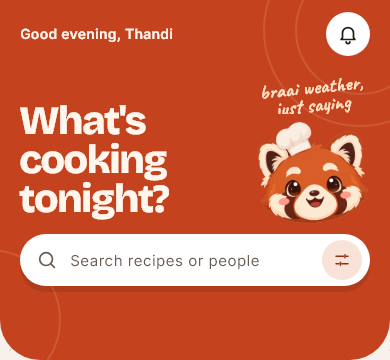 Good evening, Thandi
braai weather,
just saying
What's
cooking
tonight?
Search recipes or people